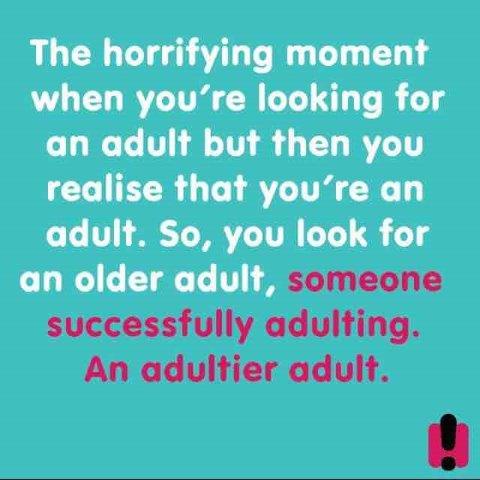 The horrifying moment
when you're looking for
an adult but then you
realise that you're an
adult. So, you look for
an older adult, someone
successfully adulting.
An adultier adult.